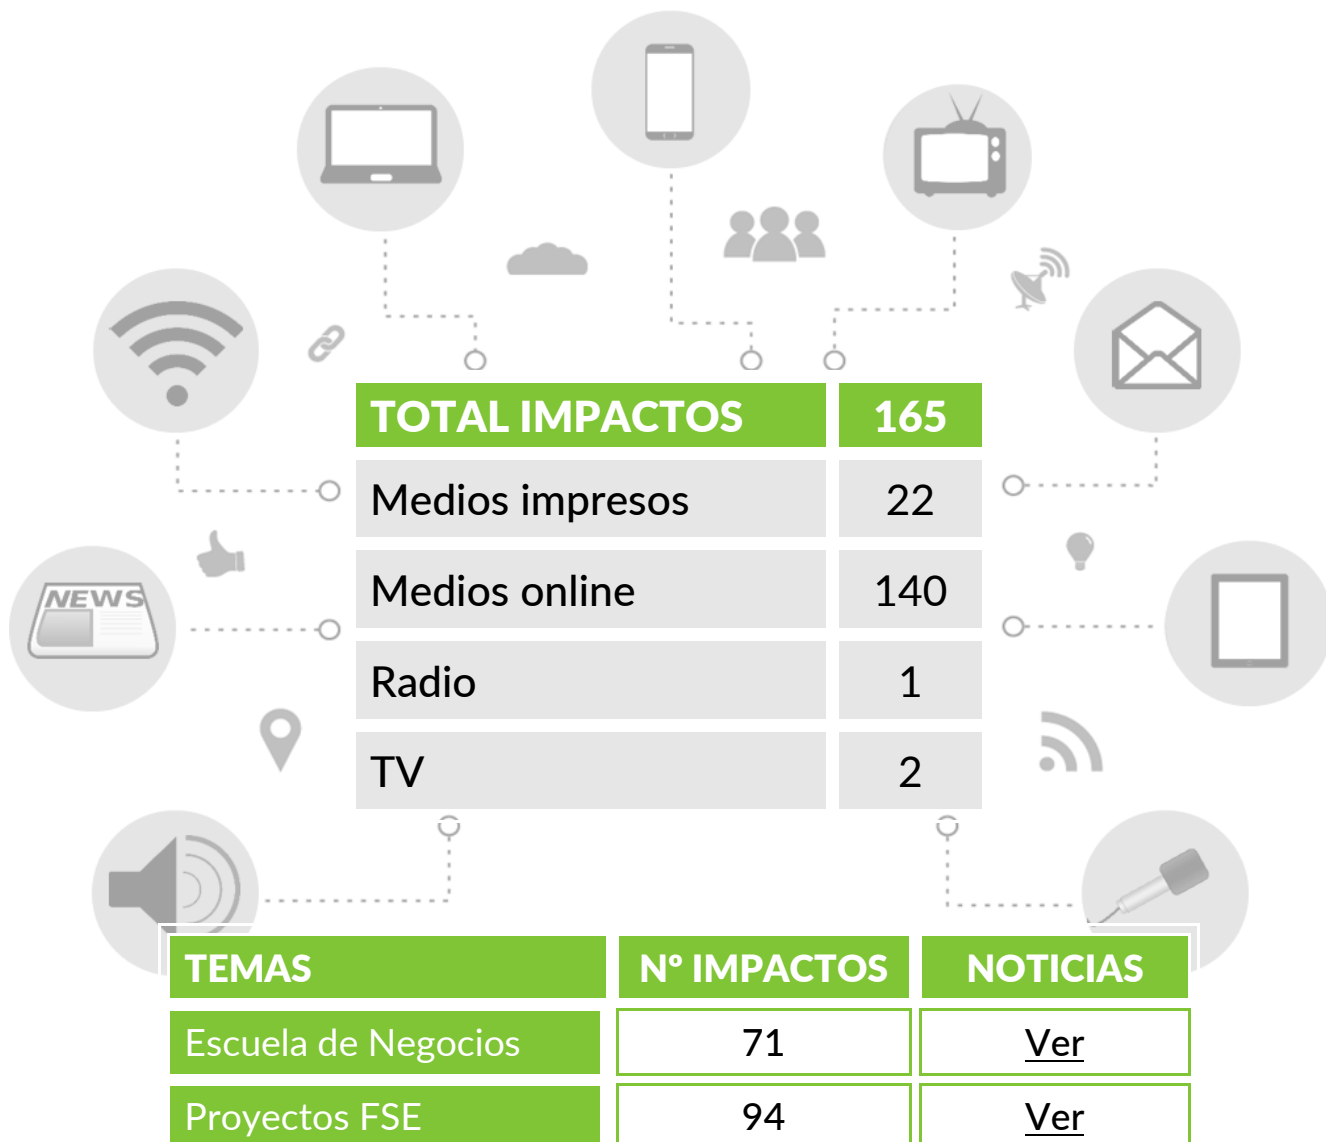 TOTAL IMPACTOS 165
Medios impresos 22
NEWS
Medios online 140
Radio 1
TV 2
TEMAS Nº IMPACTOS NOTICIAS
Escuela de Negocios 71 Ver
Proyectos FSE 94 Ver